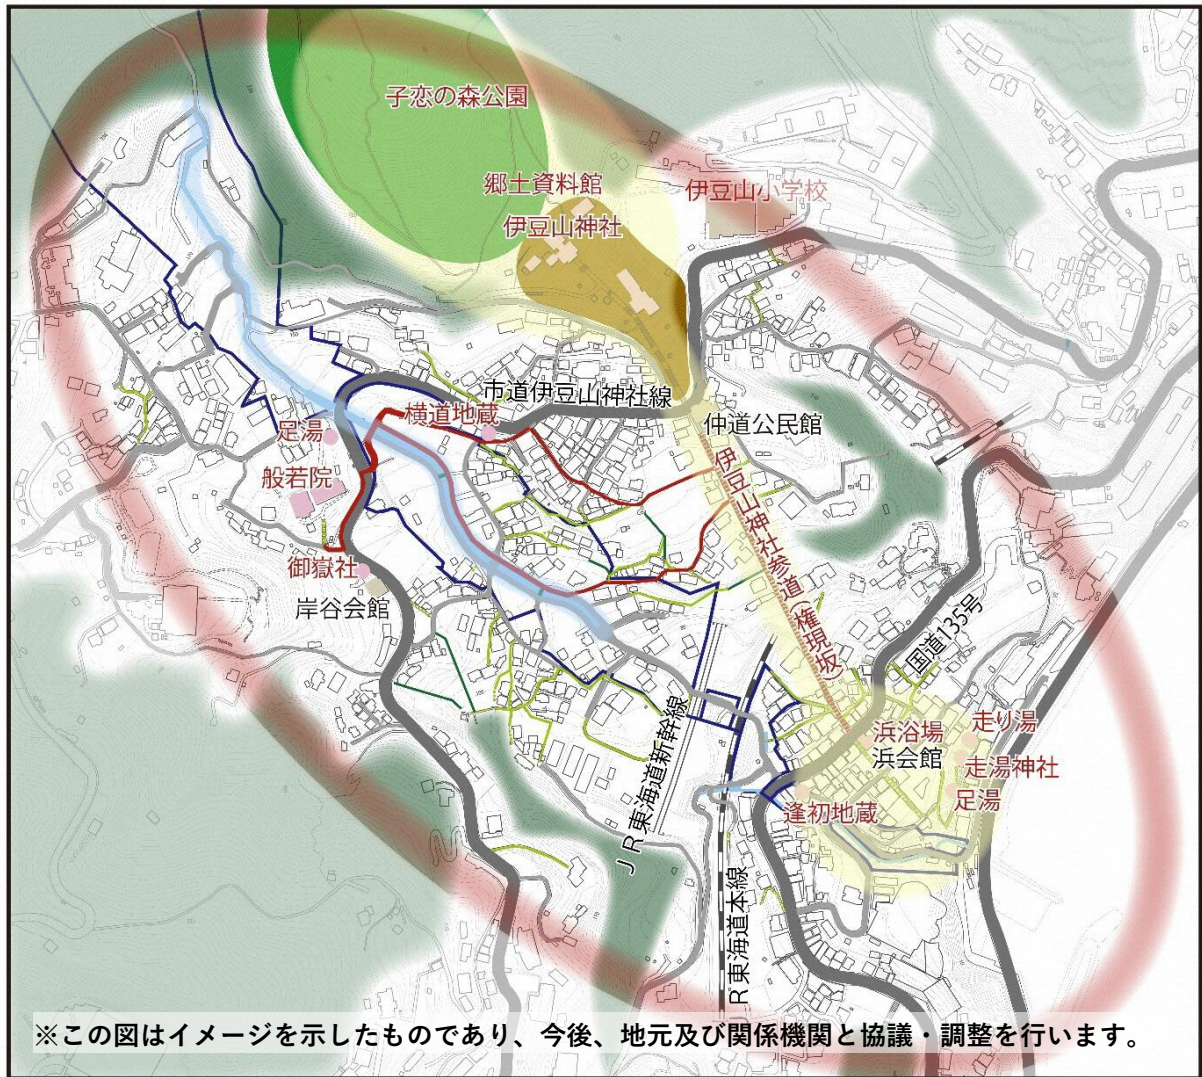 子恋の森公園
郷土資料館
伊豆山神社
伊豆山小学校
市道伊豆山神社線
横道地蔵
仲道公民館
足湯
般若院
伊豆山神社参道（権現坂）
御嶽社
岸谷会館
国道135号
走り湯
浜浴場
浜会館
走湯神社
足湯
逢初地蔵
ＪＲ東海道新幹線
Ｒ東海道本線
※この図はイメージを示したものであり、今後、地元及び関係機関と協議・調整を行います。